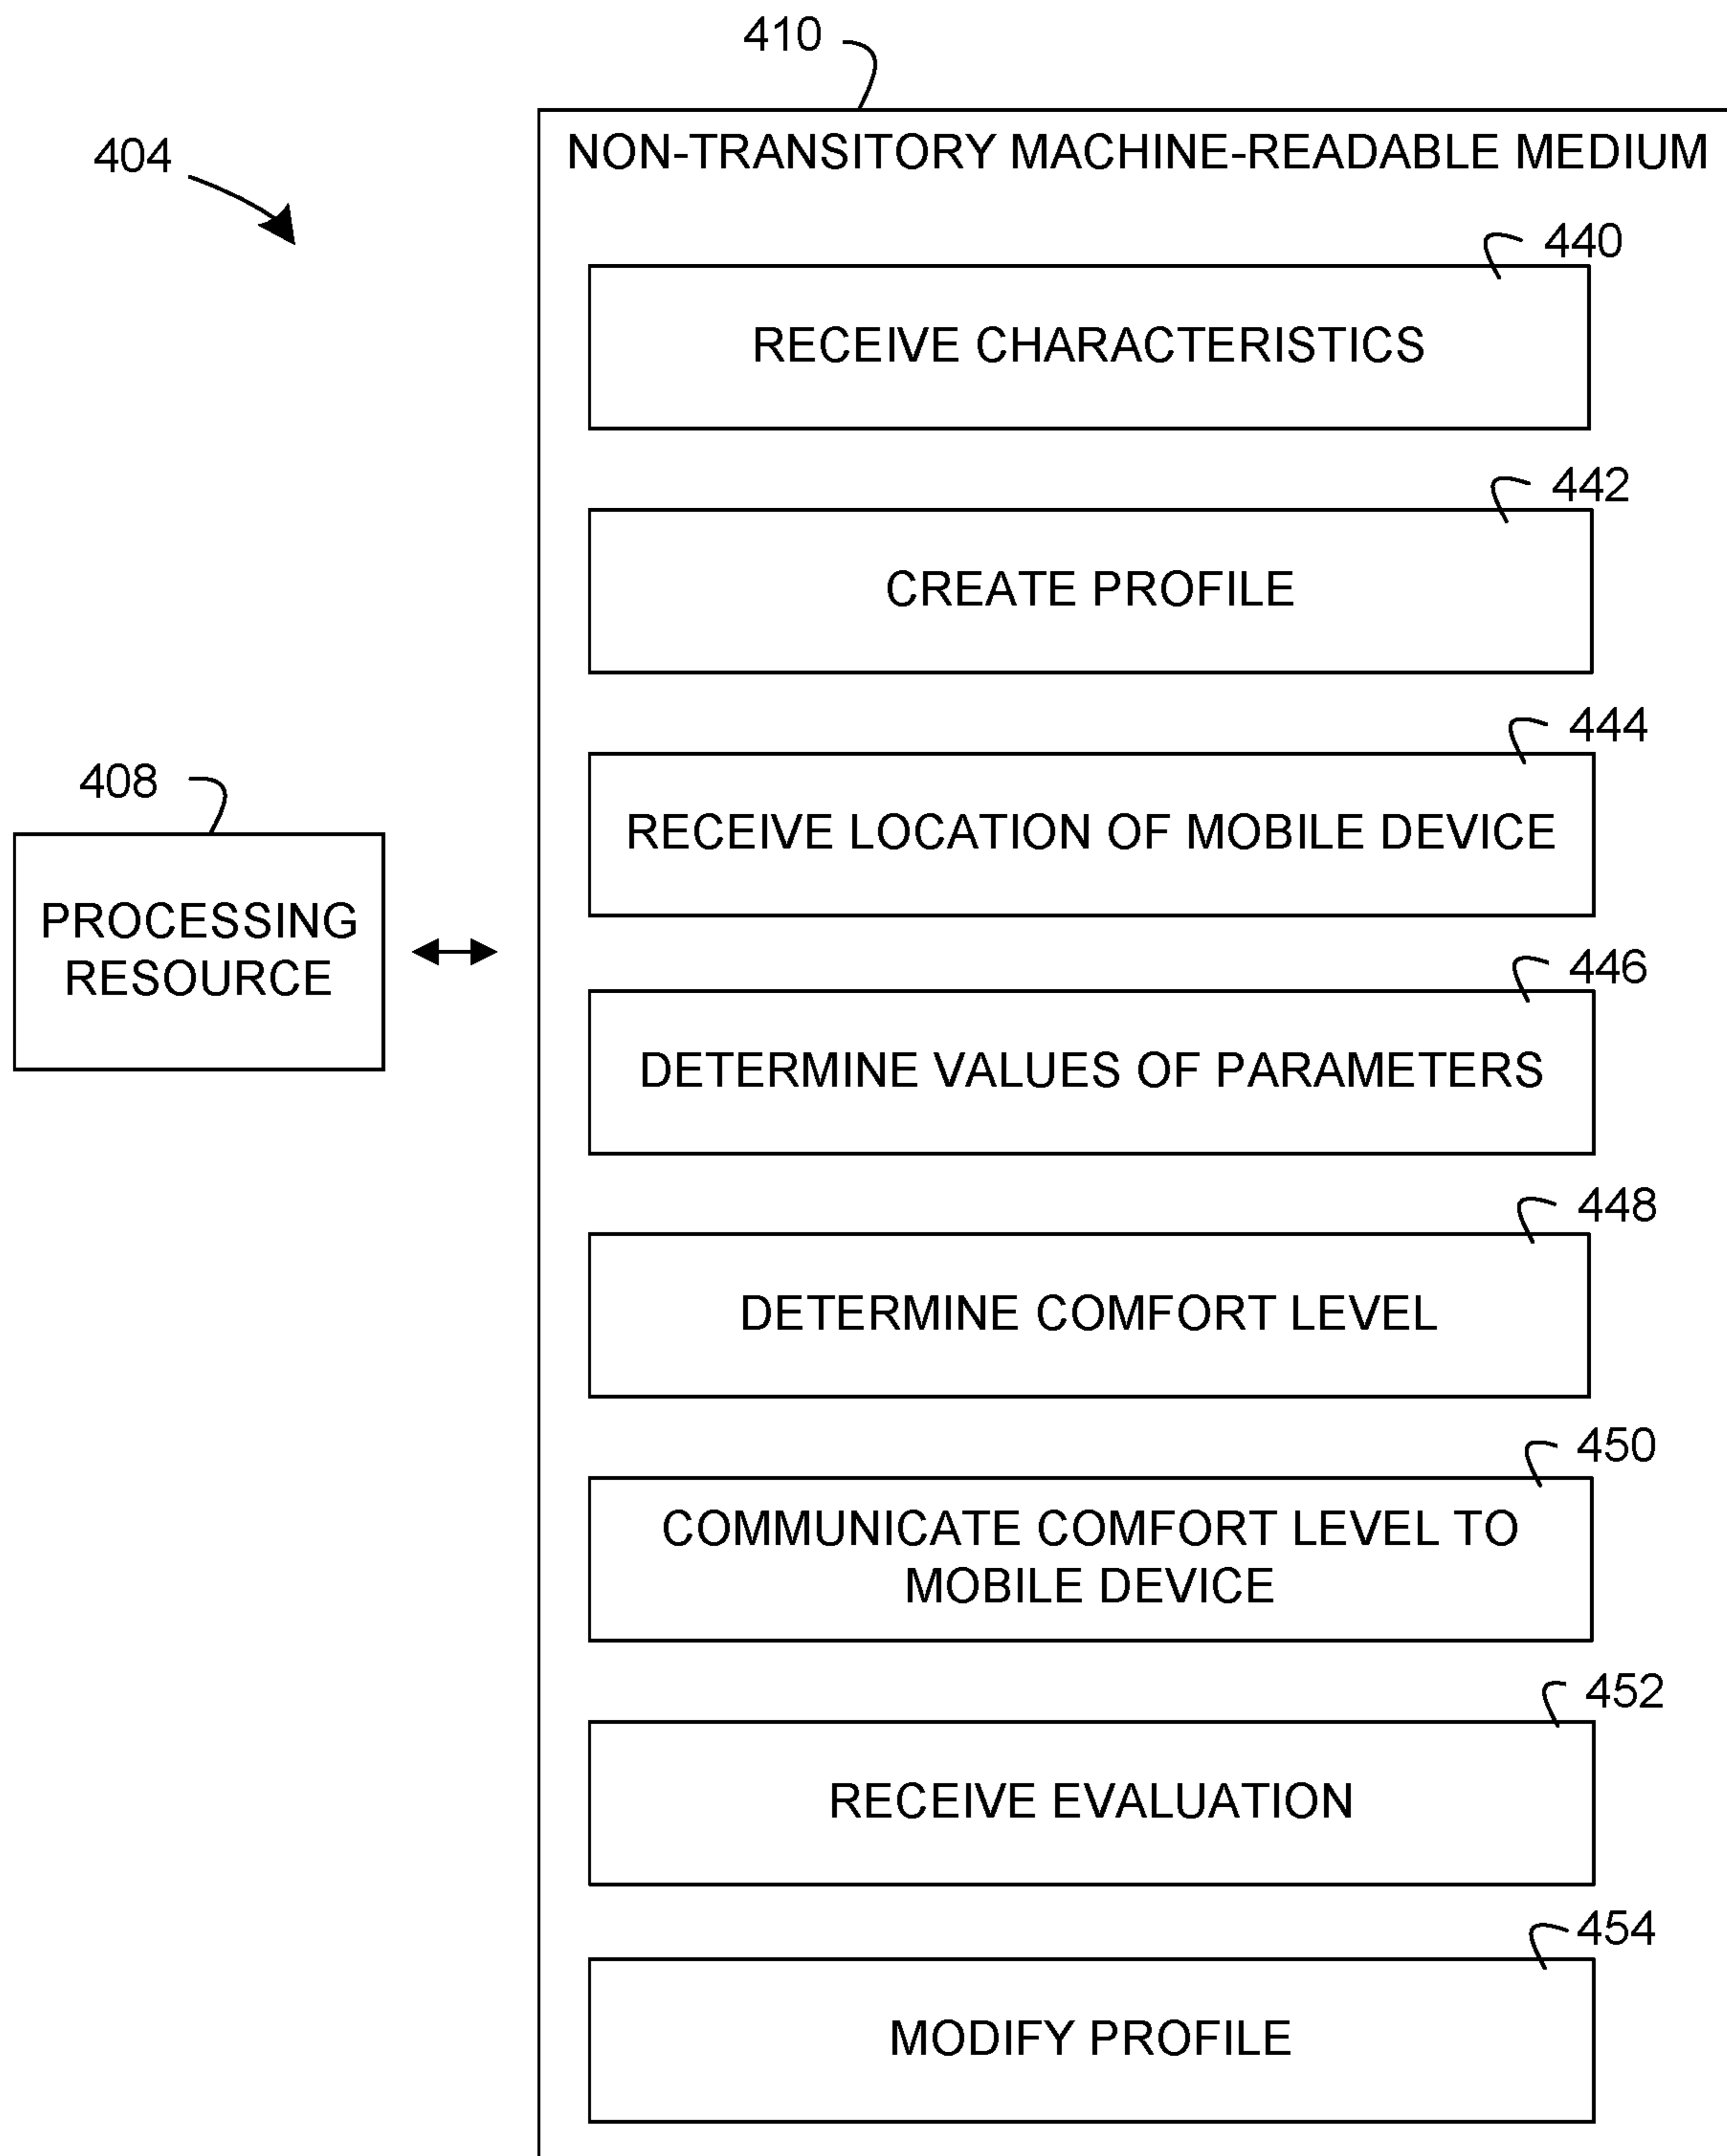 410
404
NON-TRANSITORY MACHINE-READABLE MEDIUM
440
RECEIVE CHARACTERISTICS
442
CREATE PROFILE
444
RECEIVE LOCATION OF MOBILE DEVICE
408
PROCESSING
RESOURCE
446
DETERMINE VALUES OF PARAMETERS
448
DETERMINE COMFORT LEVEL
450
COMMUNICATE COMFORT LEVEL TO
MOBILE DEVICE
452
RECEIVE EVALUATION
454
MODIFY PROFILE